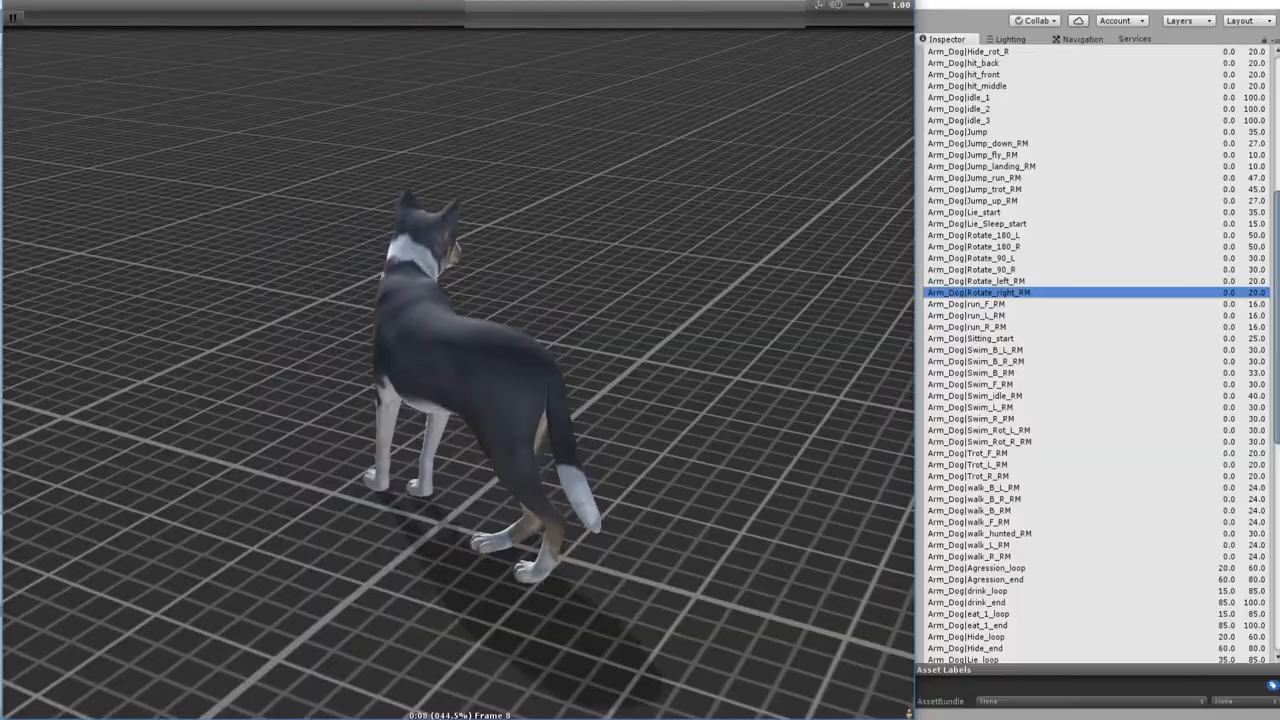 1.00
Collab
Account
Layers
Layout
Inspector
Lighting
Navigation
Services
Arm_Dog|Hide_rot_R 0.0 20.0
Arm_Dog|hit_back 0.0 20.0
Arm_Dog|hit_front 0.0 20.0
Arm_Dog|hit_middle 0.0 20.0
Arm_Dog|idle_1 0.0 100.0
Arm_Dog|idle_2 0.0 100.0
Arm_Dog|idle_3 0.0 100.0
Arm_Dog|Jump 0.0 35.0
Arm_Dog|Jump_down_RM 0.0 27.0
Arm_Dog|Jump_fly_RM 0.0 10.0
Arm_Dog|Jump_landing_RM 0.0 10.0
Arm_Dog|Jump_run_RM 0.0 47.0
Arm_Dog|Jump_trot_RM 0.0 45.0
Arm_Dog|Jump_up_RM 0.0 27.0
Arm_Dog|Lie_start 0.0 35.0
Arm_Dog|Lie_Sleep_start 0.0 15.0
Arm_Dog|Rotate_180_L 0.0 50.0
Arm_Dog|Rotate_180_R 0.0 50.0
Arm_Dog|Rotate_90_L 0.0 30.0
Arm_Dog|Rotate_90_R 0.0 30.0
Arm_Dog|Rotate_left_RM 0.0 20.0
Arm_Dog|Rotate_right_RM 0.0 20.0
Arm_Dog|run_F_RM 0.0 16.0
Arm_Dog|run_L_RM 0.0 16.0
Arm_Dog|run_R_RM 0.0 16.0
Arm_Dog|Sitting_start 0.0 25.0
Arm_Dog|Swim_B_L_RM 0.0 30.0
Arm_Dog|Swim_B_R_RM 0.0 30.0
Arm_Dog|Swim_B_RM 0.0 33.0
Arm_Dog|Swim_F_RM 0.0 30.0
Arm_Dog|Swim_idle_RM 0.0 40.0
Arm_Dog|Swim_L_RM 0.0 30.0
Arm_Dog|Swim_R_RM 0.0 30.0
Arm_Dog|Swim_Rot_L_RM 0.0 30.0
Arm_Dog|Swim_Rot_R_RM 0.0 30.0
Arm_Dog|Trot_F_RM 0.0 20.0
Arm_Dog|Trot_L_RM 0.0 20.0
Arm_Dog|Trot_R_RM 0.0 20.0
Arm_Dog|walk_B_L_RM 0.0 24.0
Arm_Dog|walk_B_R_RM 0.0 24.0
Arm_Dog|walk_B_RM 0.0 24.0
Arm_Dog|walk_F_RM 0.0 24.0
Arm_Dog|walk_hunted_RM 0.0 30.0
Arm_Dog|walk_L_RM 0.0 24.0
Arm_Dog|walk_R_RM 0.0 24.0
Arm_Dog|Agression_loop 20.0 60.0
Arm_Dog|Agression_end 60.0 80.0
Arm_Dog|drink_loop 15.0 85.0
Arm_Dog|drink_end 85.0 100.0
Arm_Dog|eat_1_loop 15.0 85.0
Arm_Dog|eat_1_end 85.0 100.0
Arm_Dog|Hide_loop 20.0 60.0
Arm_Dog|Hide_end 60.0 80.0
Arm_Dog|Lie_loop 35.0 85.0
Asset Labels
AssetBundle None None
0:08 (044.5%) Frame 8